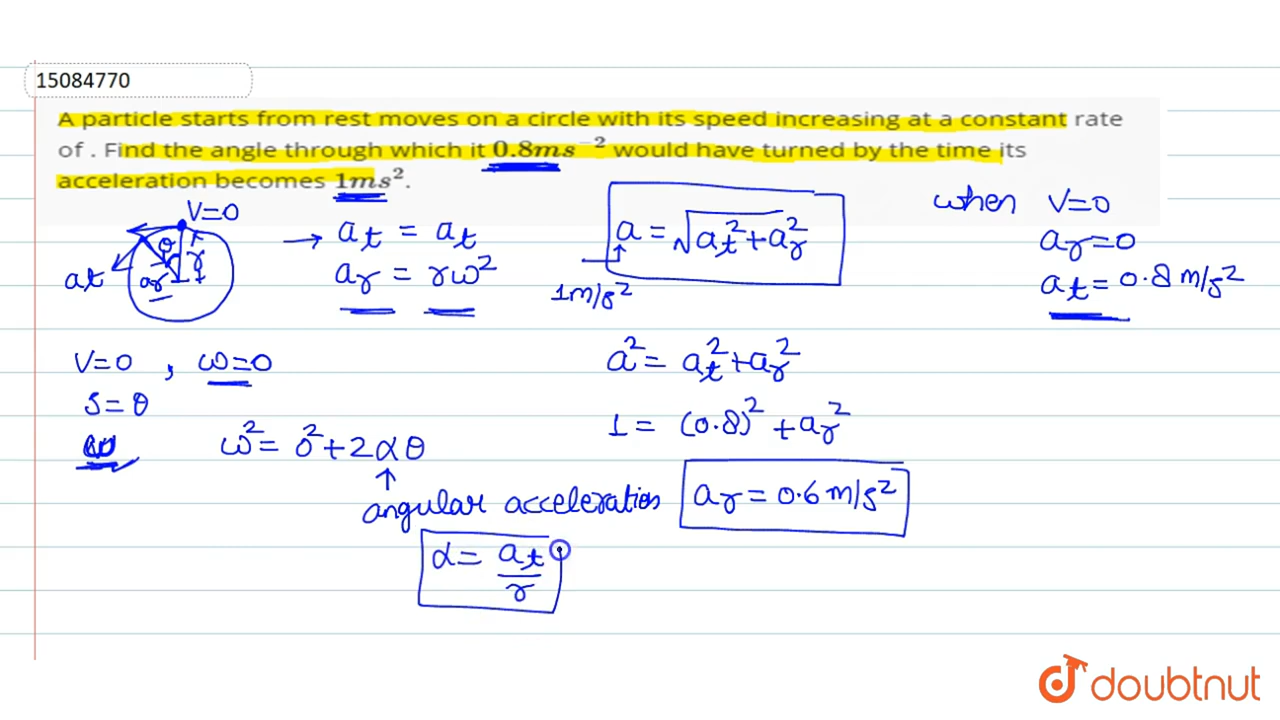 15084770
A particle starts from rest moves on a circle with its speed increasing at a constant rate
of . Find the angle through which it 0.8ms⁻² would have turned by the time its
acceleration becomes 1ms².
V=0
θ
r
at
ar
→ at = at
ar = rω²
a = √at²+ar²
1m/s²
when V=0
ar=0
at = 0.8 m/s²
V=0 , ω=0
S=θ
ω² = 0²+2αθ
↑
angular acceleration
α = at/r
a² = at²+ar²
1 = (0.8)² + ar²
ar = 0.6 m/s²
doubtnut